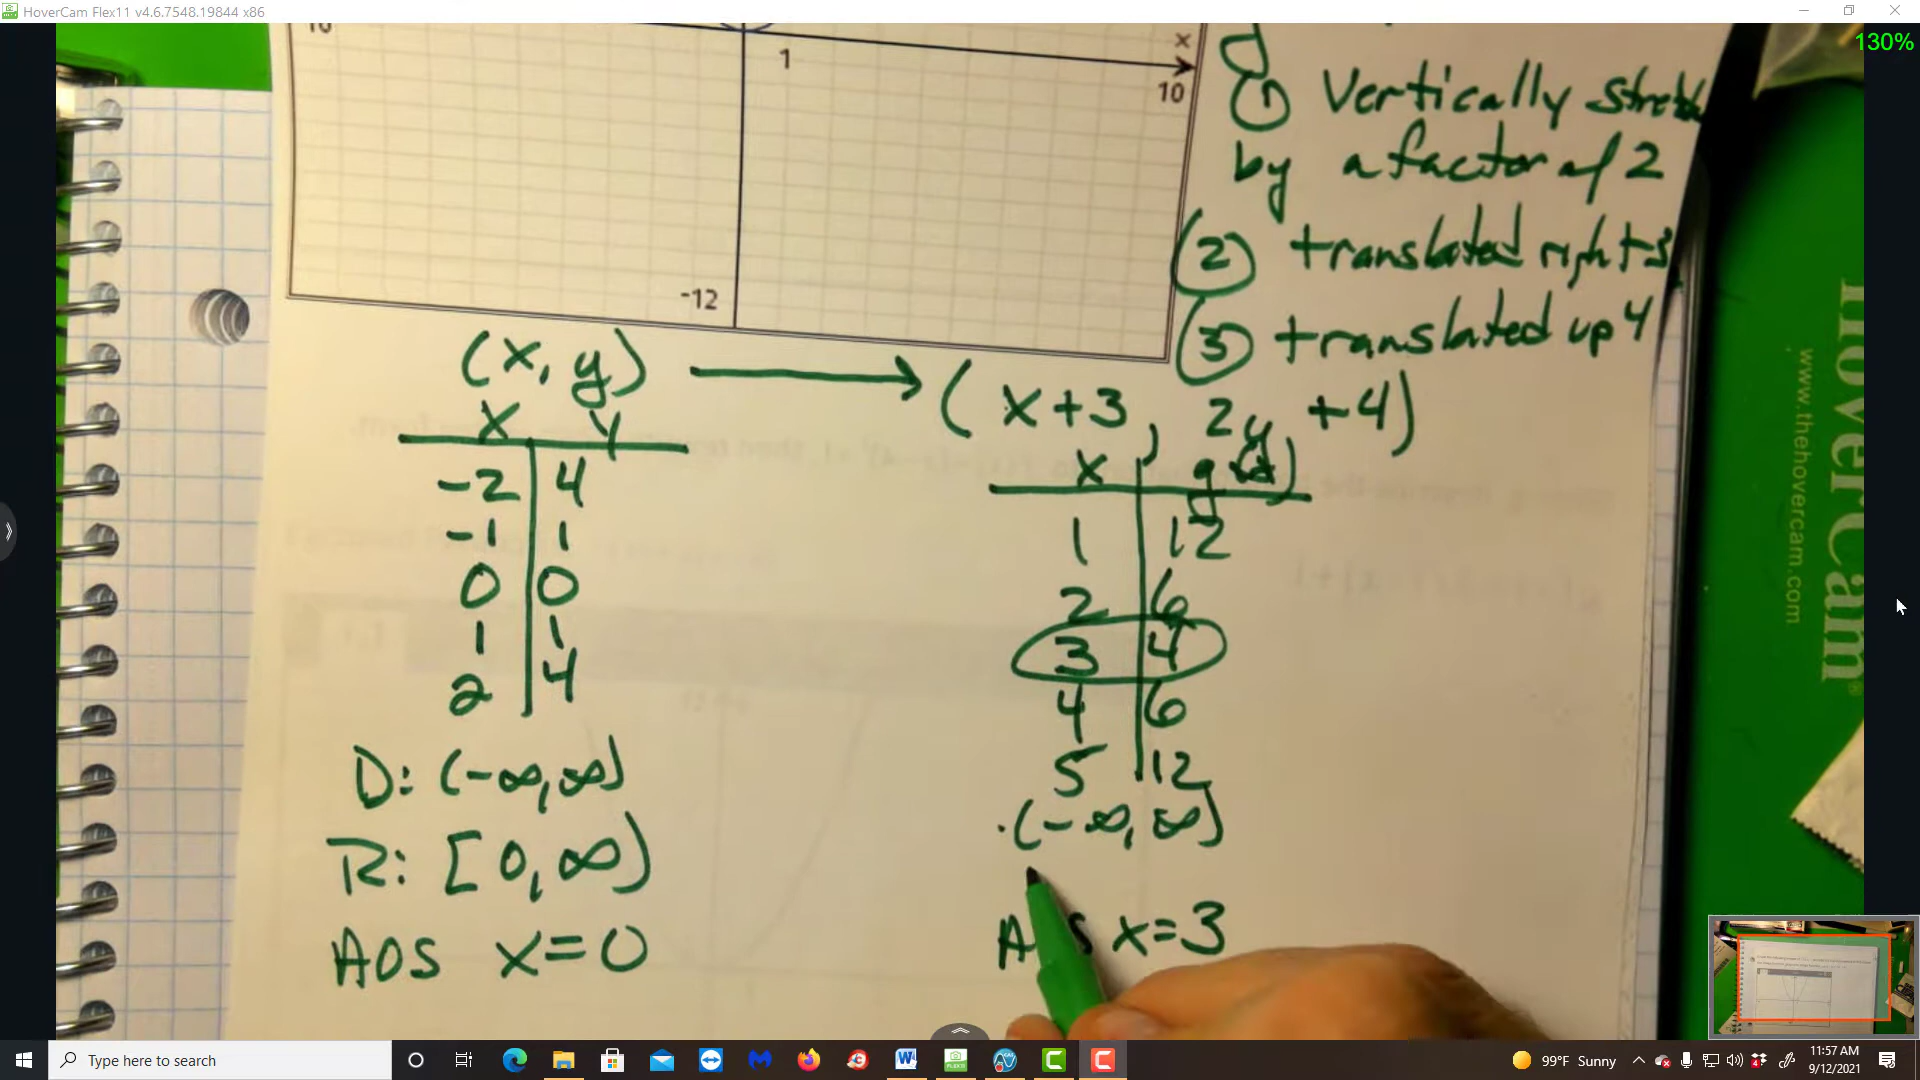 HoverCam Flex11 v4.6.7548.19844 x86
130%
10
1
x
10
-12
① Vertically stretch
by a factor of 2
② translated right 3
③ translated up 4
(x, y) → (x+3, 2y +4)
x y
-2 4
-1 1
0 0
1 1
2 4
x g(x)
1 12
2 6
3 4
4 6
5 12
D: (-∞,∞)
(-∞, ∞)
R: [0,∞)
AOS x=0
x=3
HoverCam
www.thehovercam.com
Type here to search
99°F Sunny
11:57 AM
9/12/2021